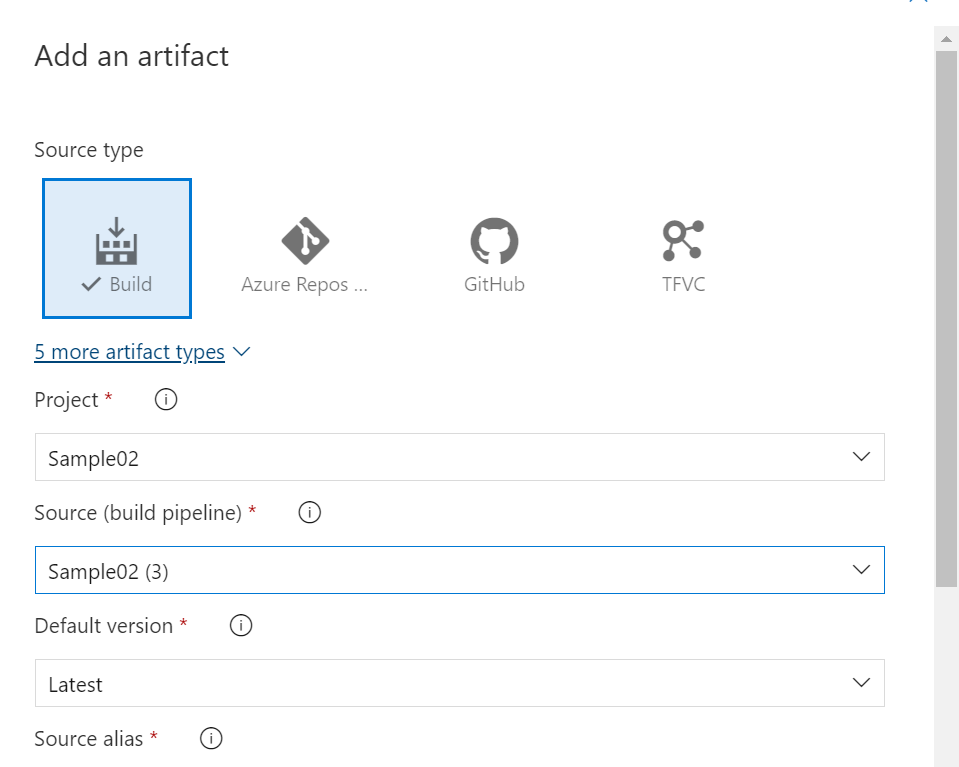 Add an artifact
Source type
Build
Azure Repos ...
GitHub
TFVC
5 more artifact types
Project *
Sample02
Source (build pipeline) *
Sample02 (3)
Default version *
Latest
Source alias *